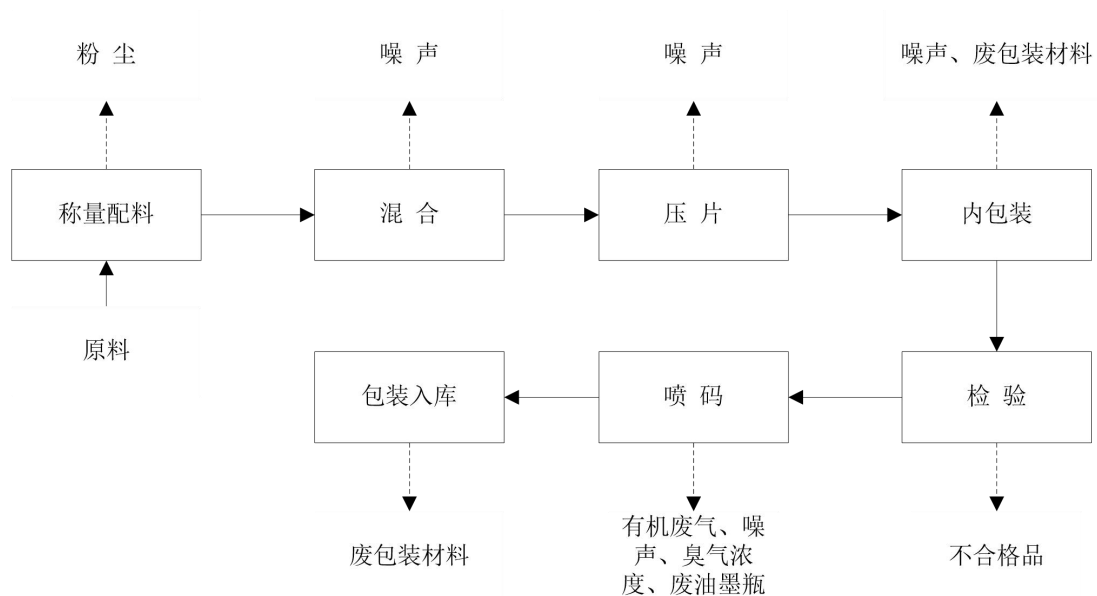 粉 尘
噪 声
噪 声
噪声、废包装材料
称量配料
混 合
压 片
内包装
原料
包装入库
喷 码
检 验
废包装材料
有机废气、噪
声、臭气浓
度、废油墨瓶
不合格品